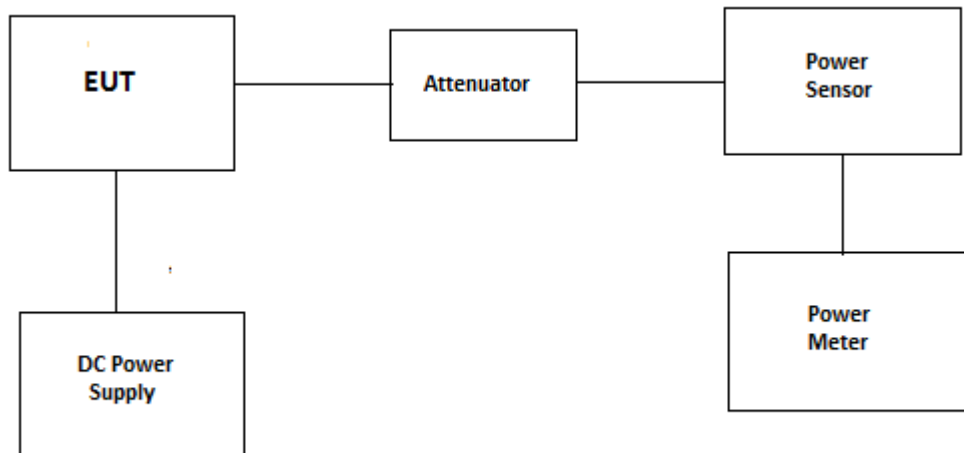 EUT
Attenuator
Power
Sensor
DC Power
Supply
Power
Meter